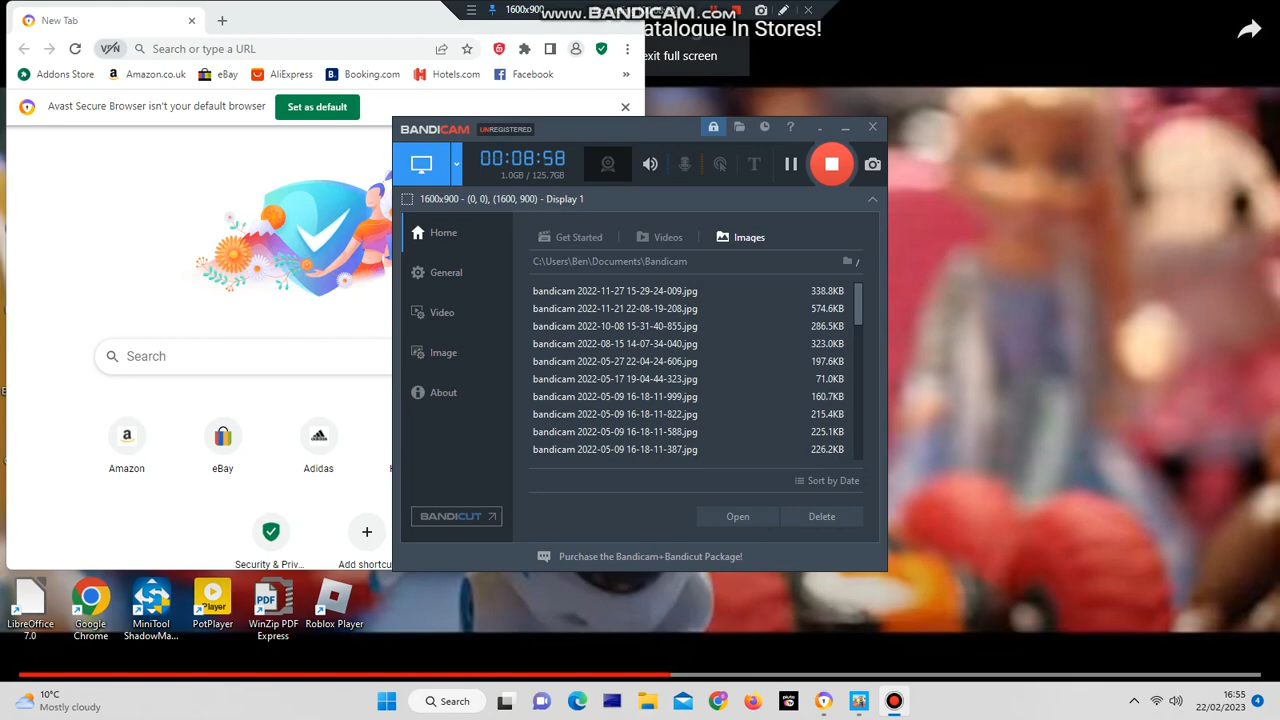 New Tab
1600x900
www.BANDICAM.com
atalogue In Stores!
VPN
Search or type a URL
exit full screen
Addons Store
Amazon.co.uk
eBay
AliExpress
Booking.com
Hotels.com
Facebook
»
Avast Secure Browser isn't your default browser
Set as default
BANDICAM
UNREGISTERED
00:08:58
1.0GB / 125.7GB
1600x900 - (0, 0), (1600, 900) - Display 1
Home
General
Video
Image
About
BANDICUT
Get Started
Videos
Images
C:\Users\Ben\Documents\Bandicam
bandicam 2022-11-27 15-29-24-009.jpg 338.8KB
bandicam 2022-11-21 22-08-19-208.jpg 574.6KB
bandicam 2022-10-08 15-31-40-855.jpg 286.5KB
bandicam 2022-08-15 14-07-34-040.jpg 323.0KB
bandicam 2022-05-27 22-04-24-606.jpg 197.6KB
bandicam 2022-05-17 19-04-44-323.jpg 71.0KB
bandicam 2022-05-09 16-18-11-999.jpg 160.7KB
bandicam 2022-05-09 16-18-11-822.jpg 215.4KB
bandicam 2022-05-09 16-18-11-588.jpg 225.1KB
bandicam 2022-05-09 16-18-11-387.jpg 226.2KB
Sort by Date
Open
Delete
Purchase the Bandicam+Bandicut Package!
Search
Amazon
eBay
Adidas
Security & Priv...
Add shortcu
LibreOffice 7.0
Google Chrome
MiniTool ShadowMa...
Player
PotPlayer
PDF
WinZip PDF Express
Roblox Player
10°C
Mostly cloudy
Search
pluto tv
16:55
22/02/2023
4